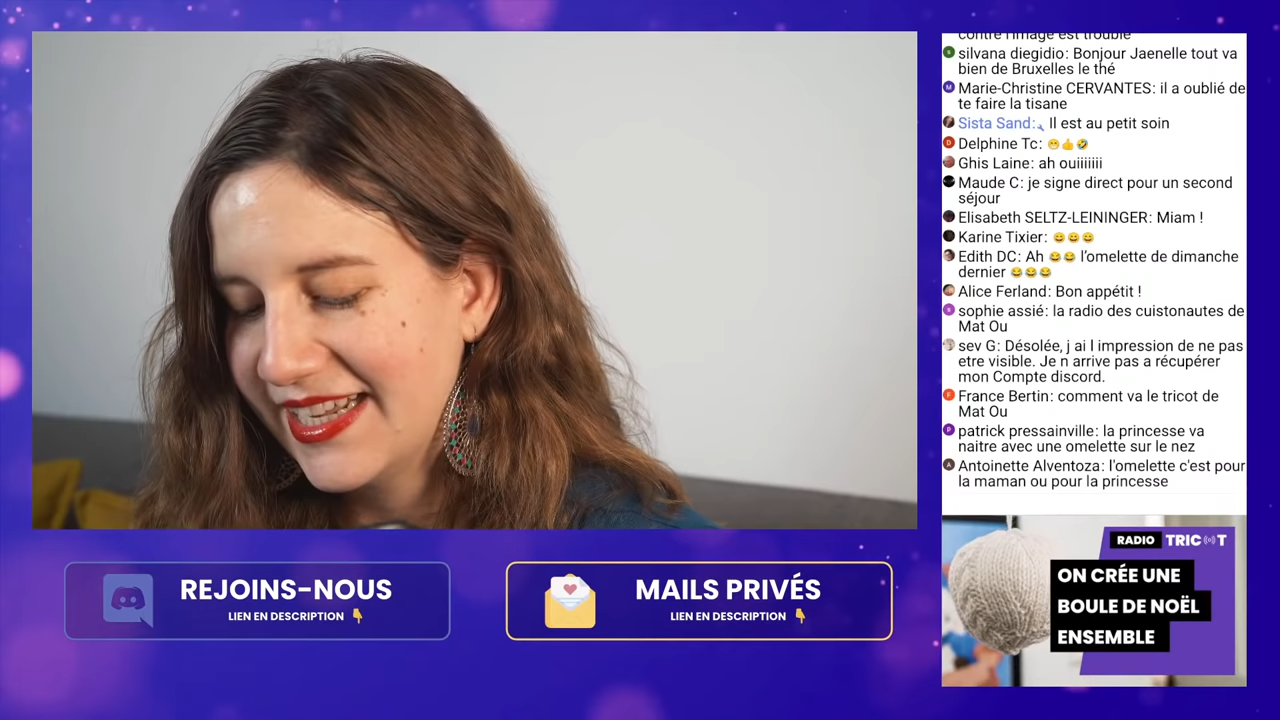 contre l'image est trouble
silvana diegidio: Bonjour Jaenelle tout va
bien de Bruxelles le thé
Marie-Christine CERVANTES: il a oublié de
te faire la tisane
Sista Sand: Il est au petit soin
Delphine Tc: 😁👍🤣
Ghis Laine: ah ouiiiiiii
Maude C: je signe direct pour un second
séjour
Elisabeth SELTZ-LEININGER: Miam !
Karine Tixier: 😄😄😄
Edith DC: Ah 😂😂 l'omelette de dimanche
dernier 😂😂😂
Alice Ferland: Bon appétit !
sophie assié: la radio des cuistonautes de
Mat Ou
sev G: Désolée, j ai l impression de ne pas
etre visible. Je n arrive pas a récupérer
mon Compte discord.
France Bertin: comment va le tricot de
Mat Ou
patrick pressainville: la princesse va
naitre avec une omelette sur le nez
Antoinette Alventoza: l'omelette c'est pour
la maman ou pour la princesse
REJOINS-NOUS
LIEN EN DESCRIPTION 👇
MAILS PRIVÉS
LIEN EN DESCRIPTION 👇
RADIO TRICOT
ON CRÉE UNE
BOULE DE NOËL
ENSEMBLE